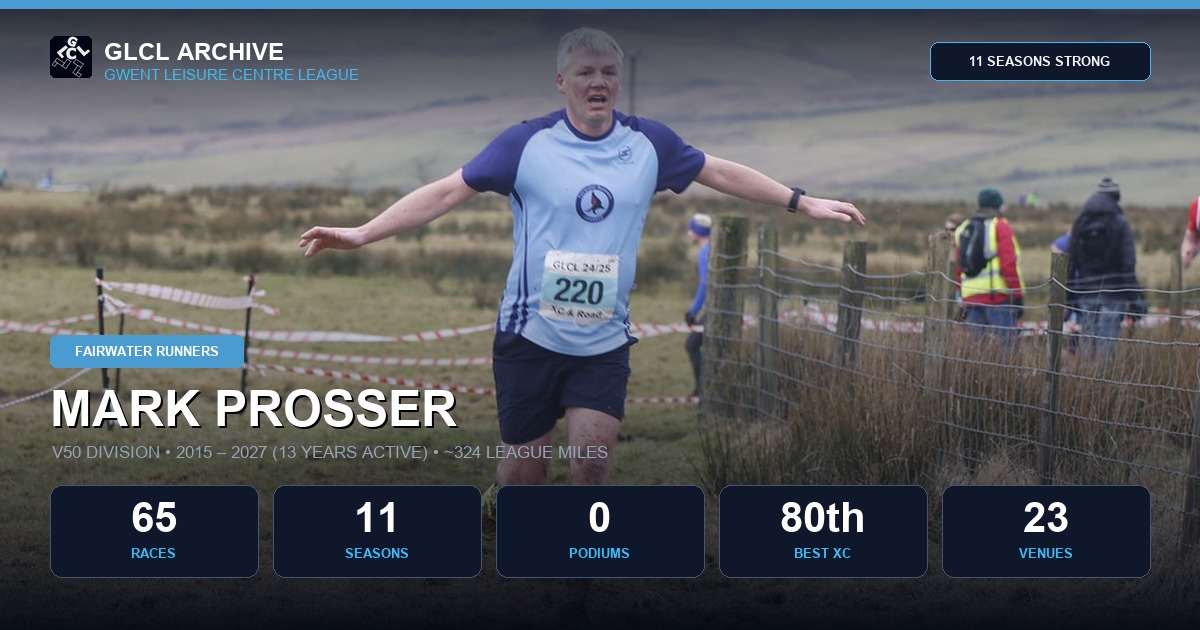 GLCL ARCHIVE
GWENT LEISURE CENTRE LEAGUE
11 SEASONS STRONG
GLCL 24/25
220
XC & Road
FAIRWATER RUNNERS
MARK PROSSER
V50 DIVISION • 2015 – 2027 (13 YEARS ACTIVE) • ~324 LEAGUE MILES
65
RACES
11
SEASONS
0
PODIUMS
80th
BEST XC
23
VENUES